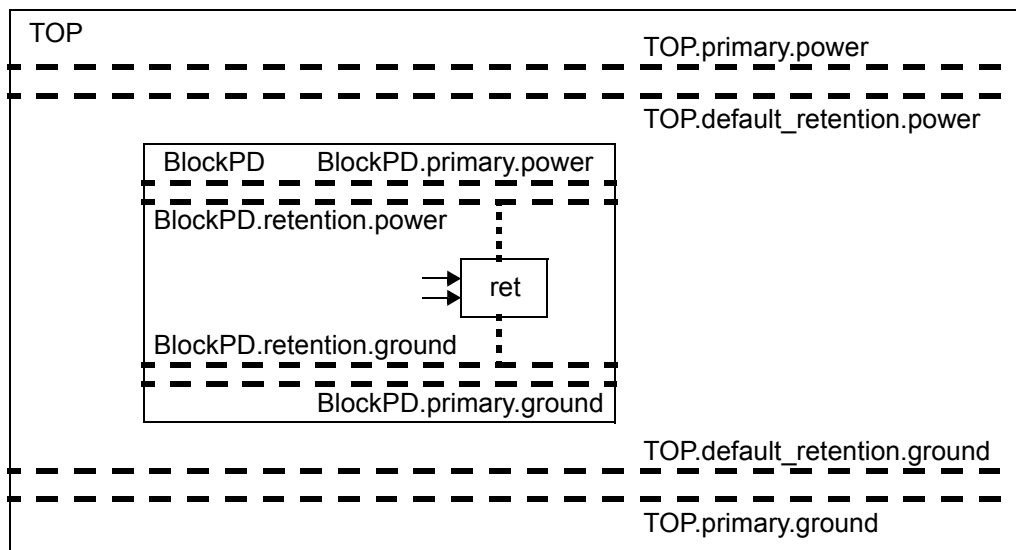 TOP
TOP.primary.power
TOP.default_retention.power
BlockPD BlockPD.primary.power
BlockPD.retention.power
ret
BlockPD.retention.ground
BlockPD.primary.ground
TOP.default_retention.ground
TOP.primary.ground